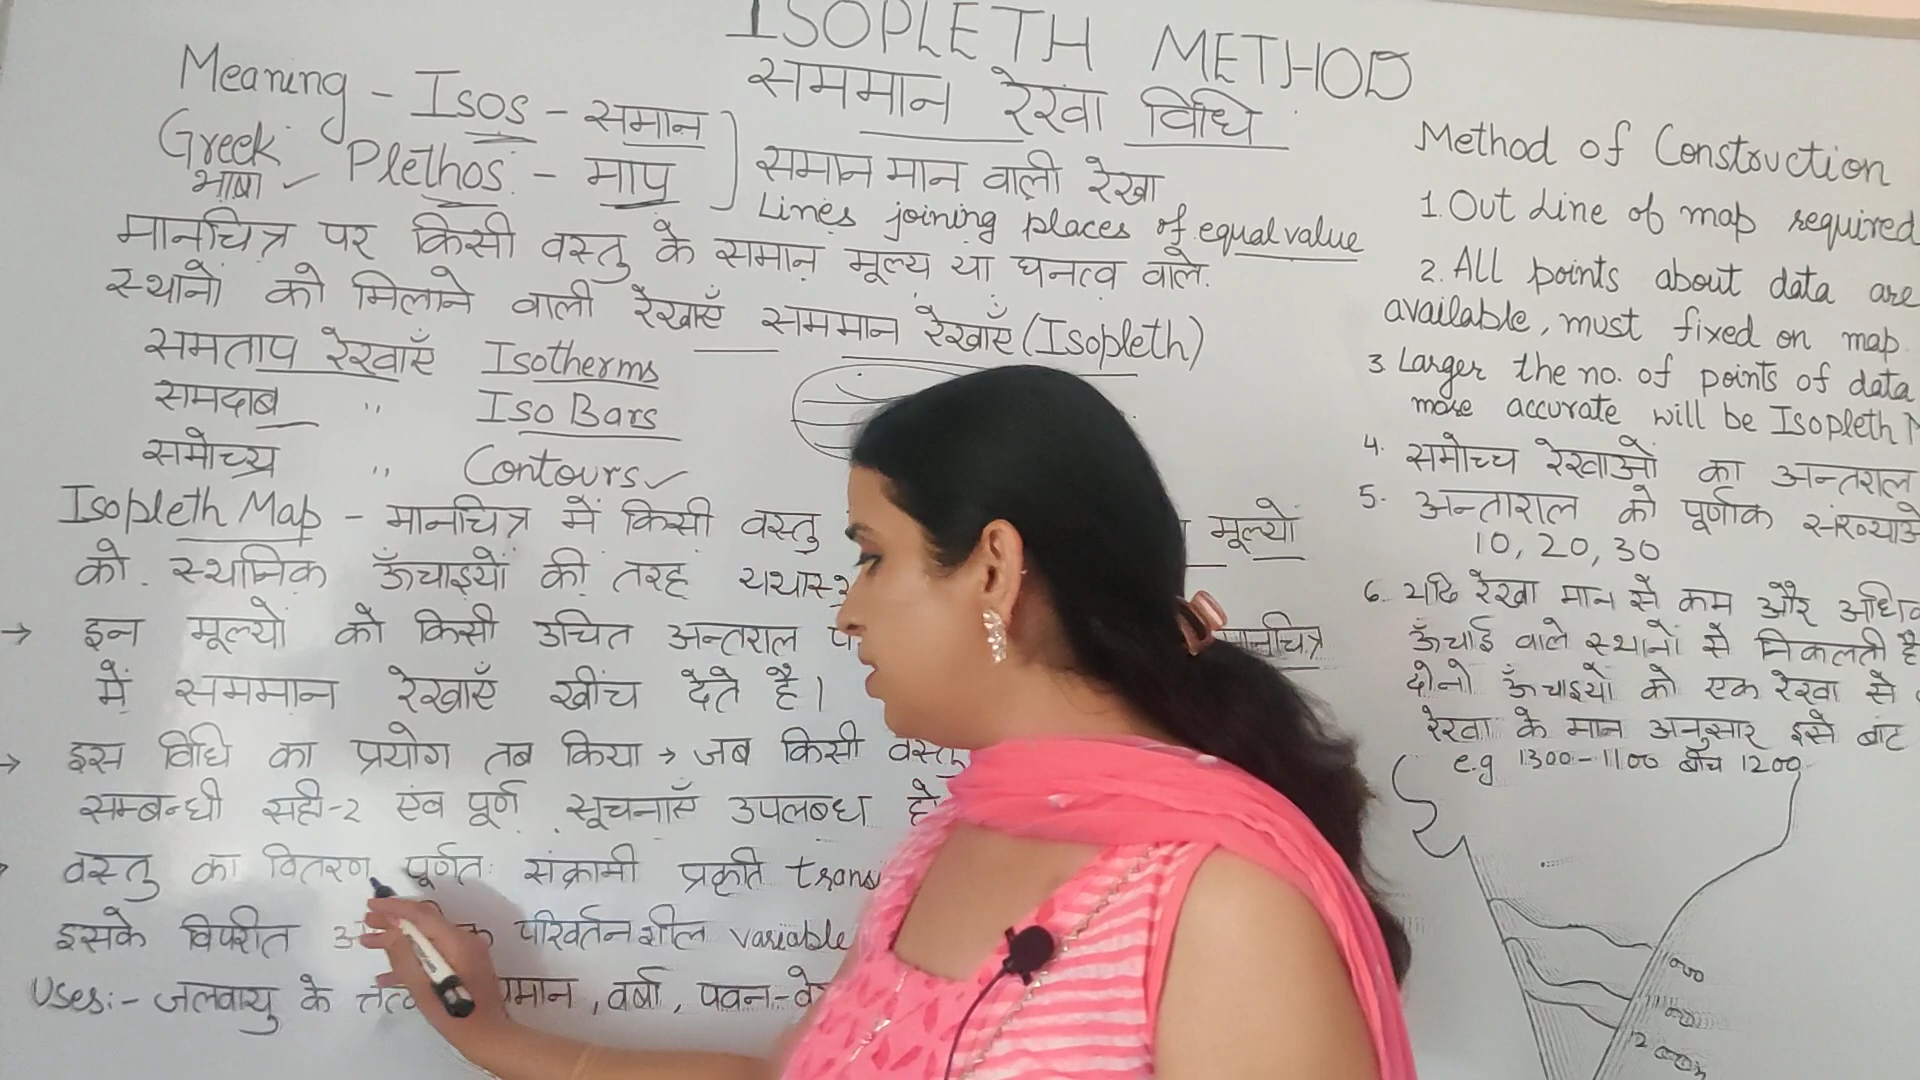 ISOPLETH METHOD
सममान रेखा विधि
Meaning - Isos - समान
Greek भाषा ✓ Plethos - माप
समान मान वाली रेखा
Lines joining places of equal value
मानचित्र पर किसी वस्तु के समान मूल्य या घनत्व वाले
स्थानों को मिलाने वाली रेखाएँ सममान रेखाएँ (Isopleth)
समताप रेखाएँ Isotherms
समदाब " Iso Bars
समोच्य " Contours ✓
Isopleth Map - मानचित्र में किसी वस्तु मूल्यों
को स्थानिक ऊँचाइयों की तरह
→ इन मूल्यों को किसी उचित अन्तराल मानचित्र
में सममान रेखाएँ खींच देते है।
→ इस विधि का प्रयोग तब किया → जब किसी वस्तु
सम्बन्धी सही-2 एंव पूर्ण सूचनाएँ उपलब्ध
वस्तु का वितरण पूर्णतः संक्रामी प्रकृति
इसके विपरीत परिवर्तनशील variable
Uses:- जलवायु के वर्षा, पवन-
Method of Construction
1. Out Line of map required
2. All points about data are
available, must fixed on map.
3. Larger the no. of points of data
more accurate will be Isopleth
4. समोच्च रेखाओं का अन्तराल
5. अन्ताराल को पूर्णांक
10, 20, 30
6. यदि रेखा मान से कम और
ऊँचाई वाले स्थानों से निकलती है
दोनो ऊँचाइयों को एक रेखा से
रेखा के मान अनुसार इसे बांट
e.g 1300-1100 बीच 1200